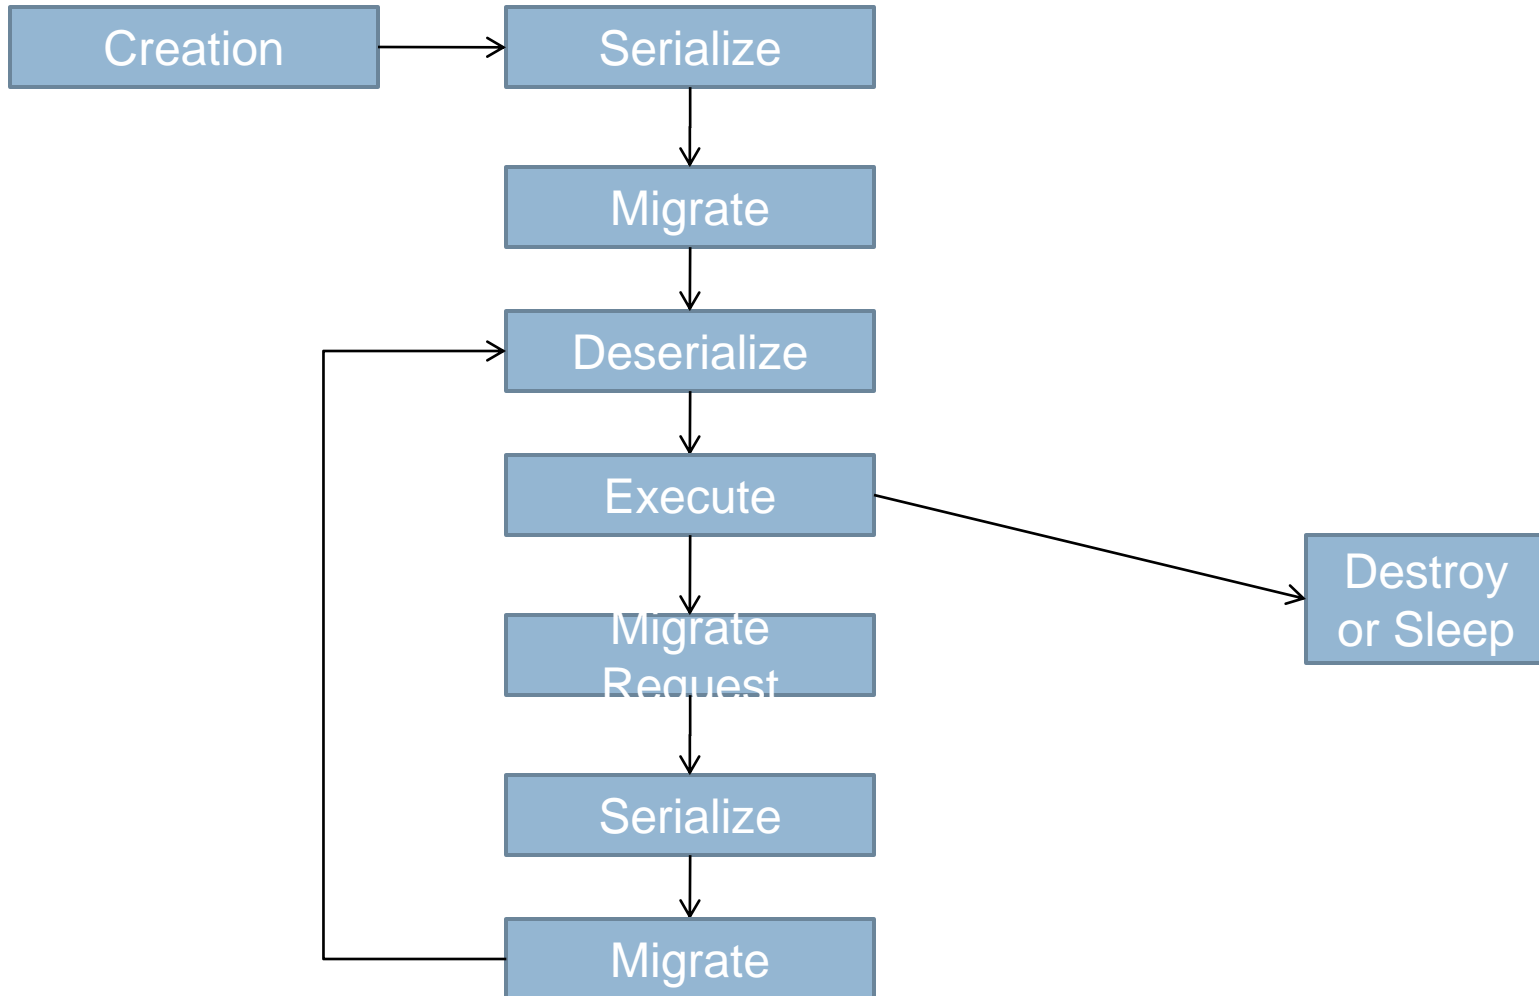 Creation
Serialize
Migrate
Deserialize
Execute
Destroy
or Sleep
Migrate
Request
Serialize
Migrate